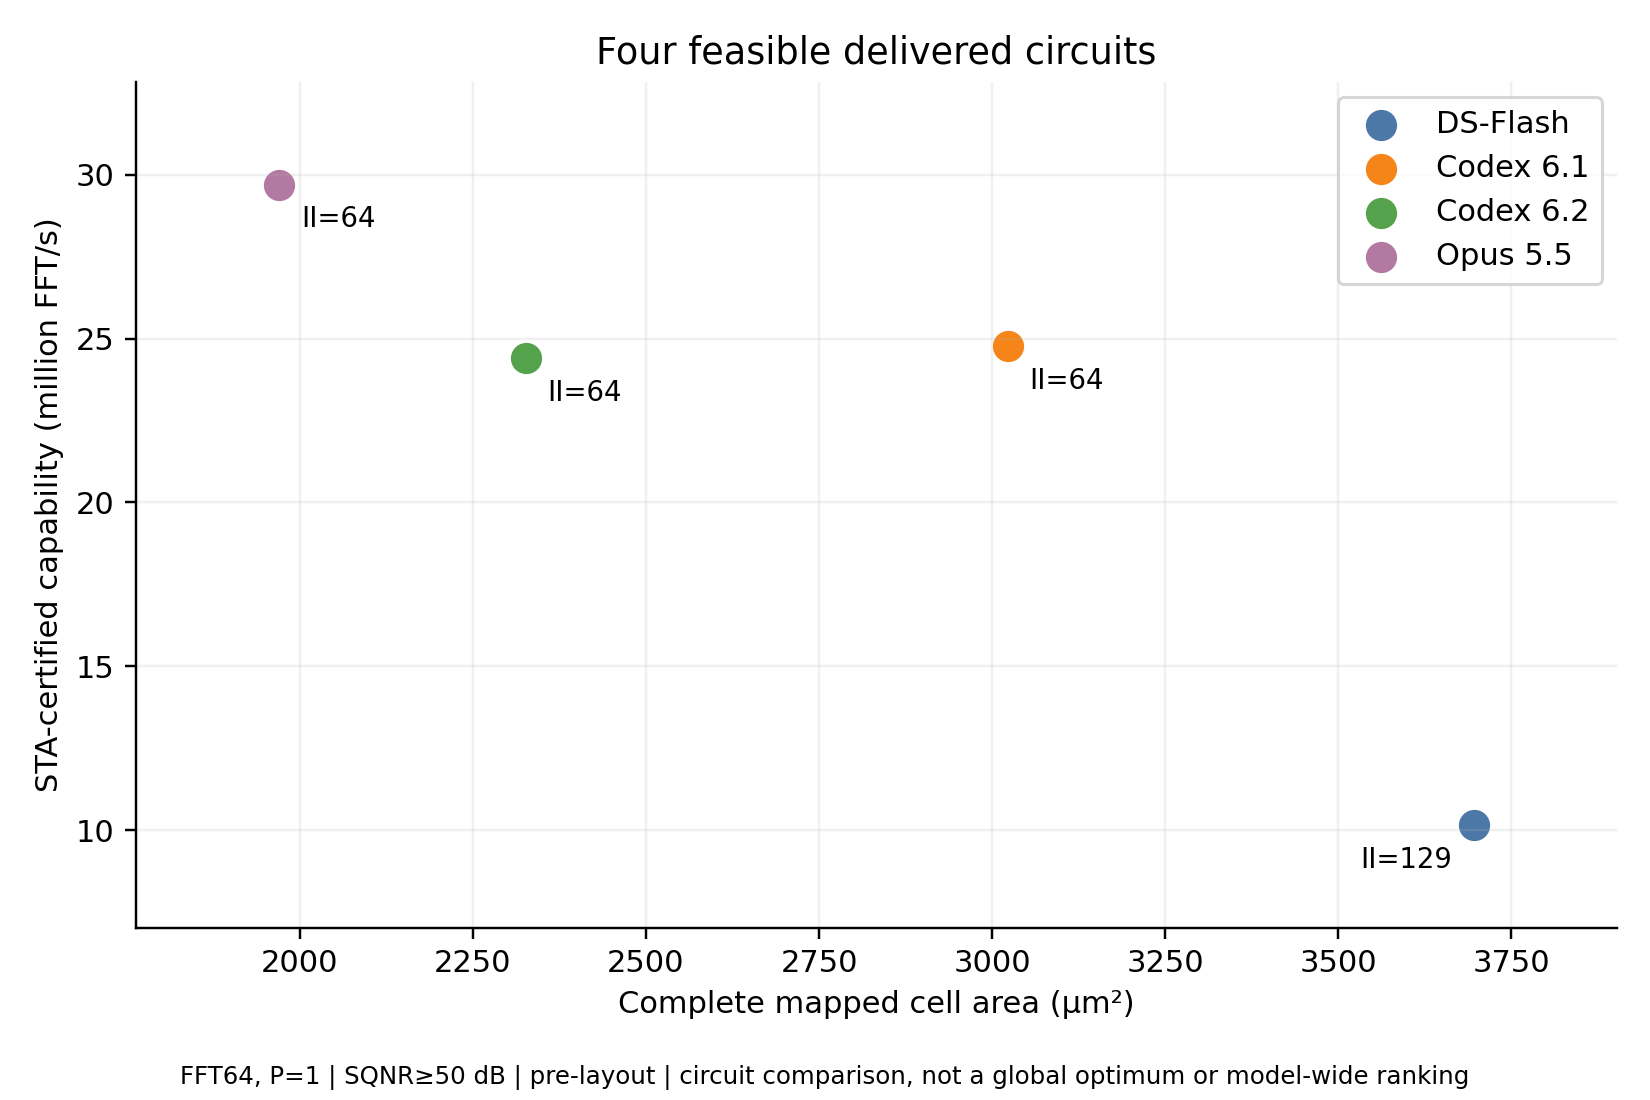 Four feasible delivered circuits
DS-Flash
Codex 6.1
Codex 6.2
Opus 5.5
STA-certified capability (million FFT/s)
30
25
20
15
10
II=64
II=64
II=64
II=129
2000 2250 2500 2750 3000 3250 3500 3750
Complete mapped cell area (µm²)
FFT64, P=1 | SQNR≥50 dB | pre-layout | circuit comparison, not a global optimum or model-wide ranking